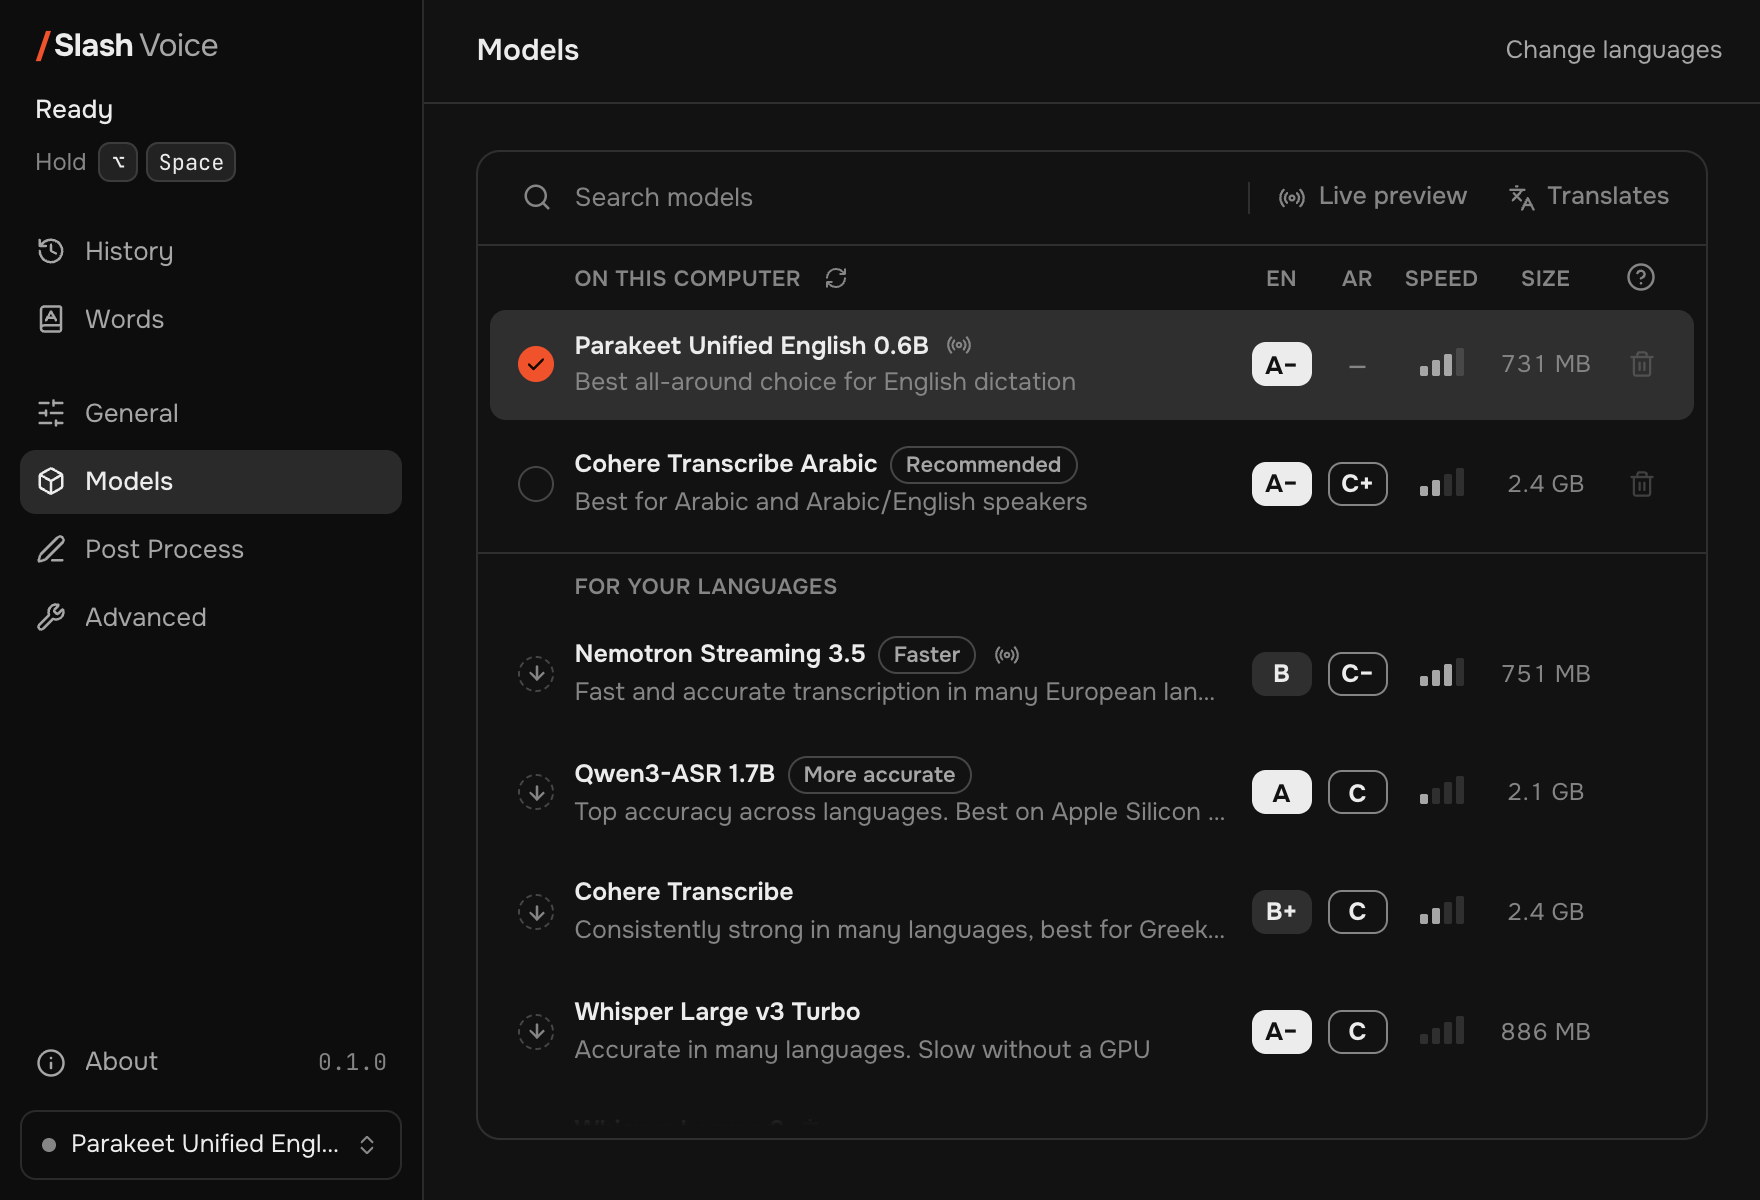 /Slash Voice
Ready
Hold ⌥ Space
History
Words
General
Models
Post Process
Advanced
About 0.1.0
Parakeet Unified Engl...
Models
Change languages
Search models
Live preview
Translates
ON THIS COMPUTER EN AR SPEED SIZE
Parakeet Unified English 0.6B
Best all-around choice for English dictation
A- — 731 MB
Cohere Transcribe Arabic Recommended
Best for Arabic and Arabic/English speakers
A- C+ 2.4 GB
FOR YOUR LANGUAGES
Nemotron Streaming 3.5 Faster
Fast and accurate transcription in many European lan...
B C- 751 MB
Qwen3-ASR 1.7B More accurate
Top accuracy across languages. Best on Apple Silicon ...
A C 2.1 GB
Cohere Transcribe
Consistently strong in many languages, best for Greek...
B+ C 2.4 GB
Whisper Large v3 Turbo
Accurate in many languages. Slow without a GPU
A- C 886 MB